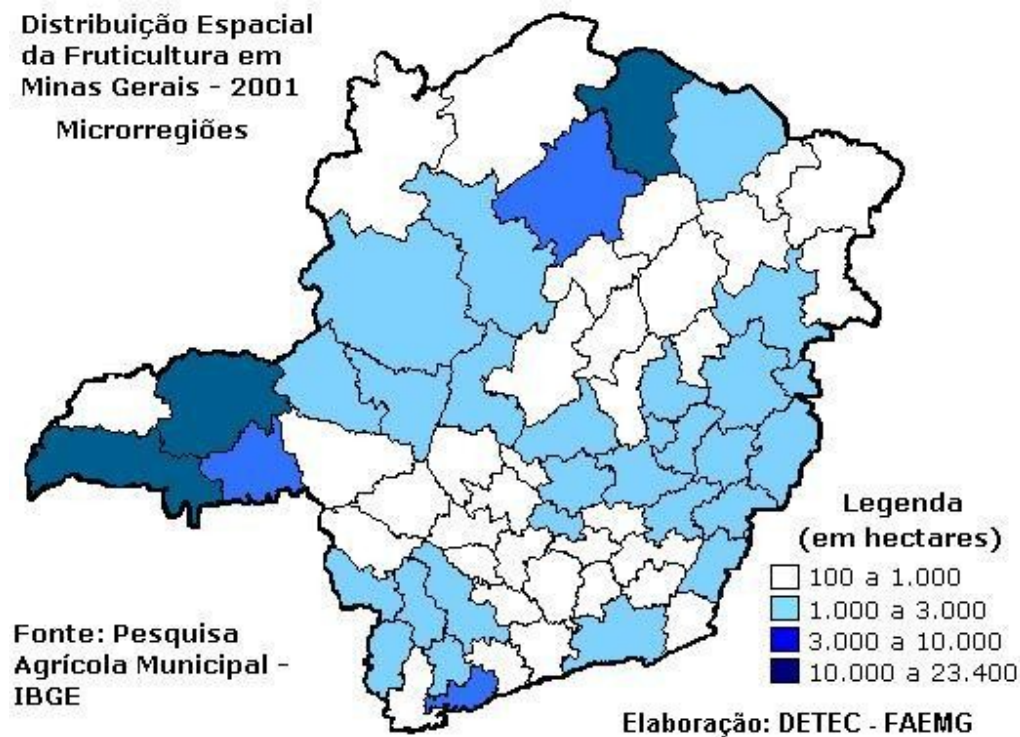 Distribuição Espacial
da Fruticultura em
Minas Gerais - 2001
Microrregiões
Legenda
(em hectares)
100 a 1.000
1.000 a 3.000
3.000 a 10.000
10.000 a 23.400
Fonte: Pesquisa
Agrícola Municipal -
IBGE
Elaboração: DETEC - FAEMG